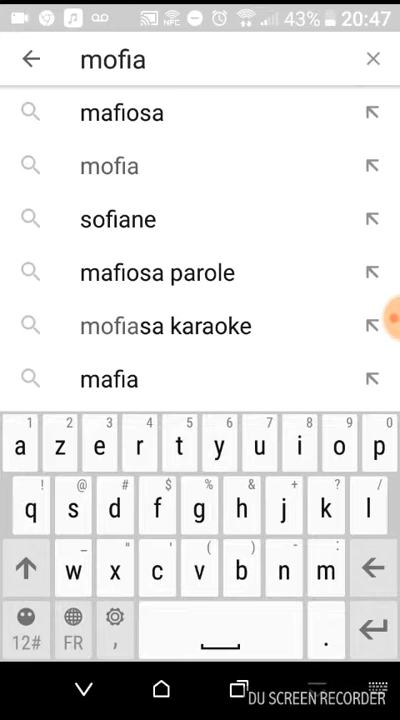 NFC 43% 20:47
mofia
mafiosa
mofia
sofiane
mafiosa parole
mofiasa karaoke
mafia
1 2 3 4 5 6 7 8 9 0
a z e r t y u i o p
! @ # $ % & + ? /
q s d f g h j k l
_ " ' ( ) - :
w x c v b n m
12# FR , .
DU SCREEN RECORDER